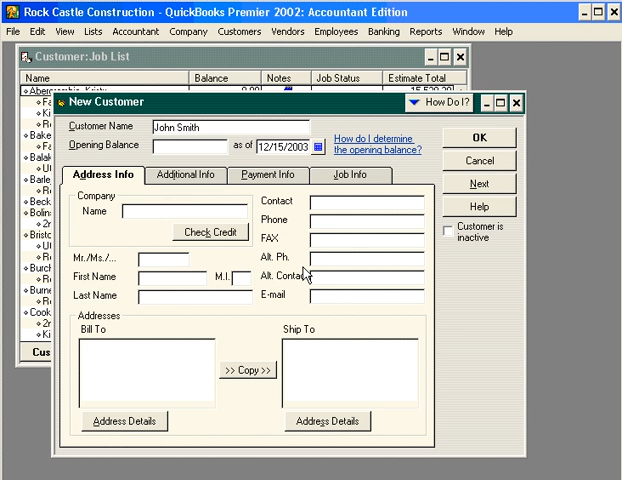 Rock Castle Construction - QuickBooks Premier 2002: Accountant Edition
File Edit View Lists Accountant Company Customers Vendors Employees Banking Reports Window Help
Customer:Job List
Name Balance Notes Job Status Estimate Total
New Customer
How Do I?
Customer Name John Smith
Opening Balance as of 12/15/2003 How do I determine
the opening balance?
OK
Cancel
Next
Help
Customer is
inactive
Address Info Additional Info Payment Info Job Info
Company
Name
Check Credit
Mr./Ms./...
First Name M.I.
Last Name
Contact
Phone
FAX
Alt. Ph.
Alt. Contact
E-mail
Addresses
Bill To Ship To
>> Copy >>
Address Details Address Details